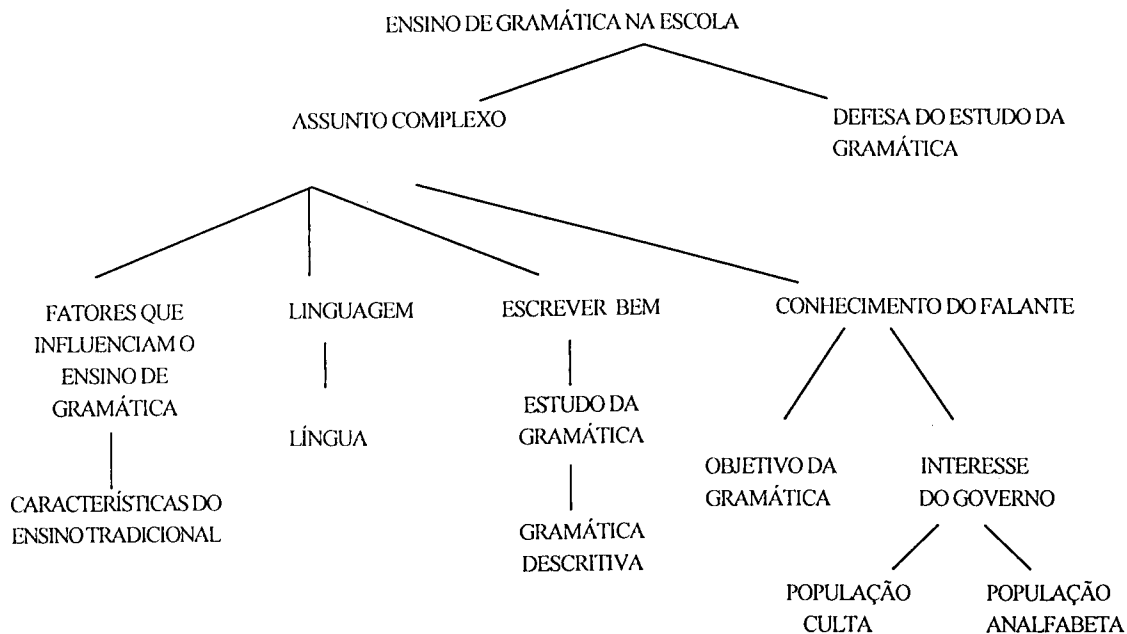 ENSINO DE GRAMÁTICA NA ESCOLA
ASSUNTO COMPLEXO
DEFESA DO ESTUDO DA
GRAMÁTICA
FATORES QUE
INFLUENCIAM O
ENSINO DE
GRAMÁTICA
LINGUAGEM
ESCREVER BEM
CONHECIMENTO DO FALANTE
CARACTERÍSTICAS DO
ENSINO TRADICIONAL
LÍNGUA
ESTUDO DA
GRAMÁTICA
GRAMÁTICA
DESCRITIVA
OBJETIVO DA
GRAMÁTICA
INTERESSE
DO GOVERNO
POPULAÇÃO
CULTA
POPULAÇÃO
ANALFABETA